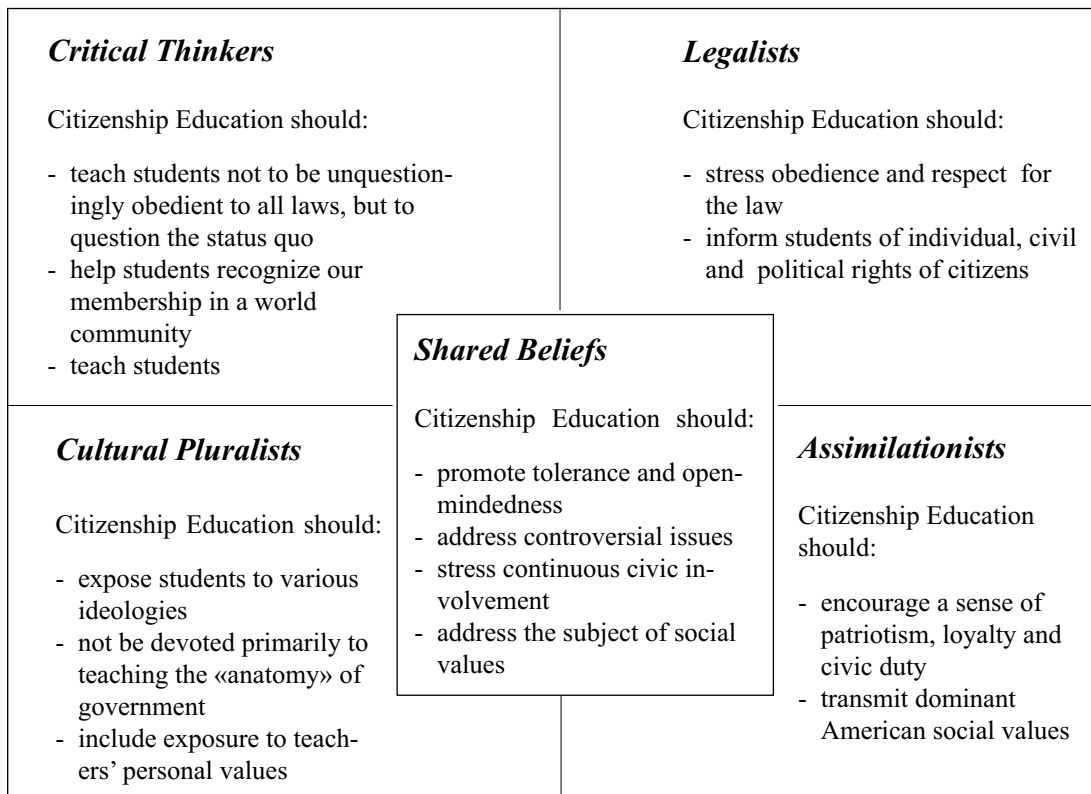 Critical Thinkers
Citizenship Education should:
- teach students not to be unquestion-
ingly obedient to all laws, but to
question the status quo
- help students recognize our
membership in a world
community
- teach students
Legalists
Citizenship Education should:
- stress obedience and respect for
the law
- inform students of individual, civil
and political rights of citizens
Shared Beliefs
Citizenship Education should:
- promote tolerance and open-
mindedness
- address controversial issues
- stress continuous civic in-
volvement
- address the subject of social
values
Cultural Pluralists
Citizenship Education should:
- expose students to various
ideologies
- not be devoted primarily to
teaching the «anatomy» of
government
- include exposure to teach-
ers’ personal values
Assimilationists
Citizenship Education
should:
- encourage a sense of
patriotism, loyalty and
civic duty
- transmit dominant
American social values